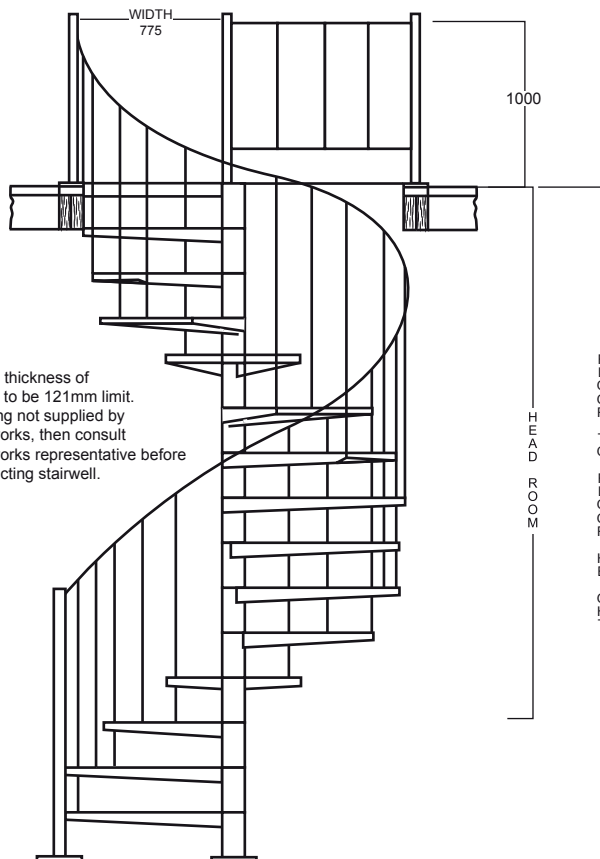 WIDTH
775
1000
thickness of
to be 121mm limit.
ng not supplied by
orks, then consult
orks representative before
cting stairwell.
HEAD ROOM